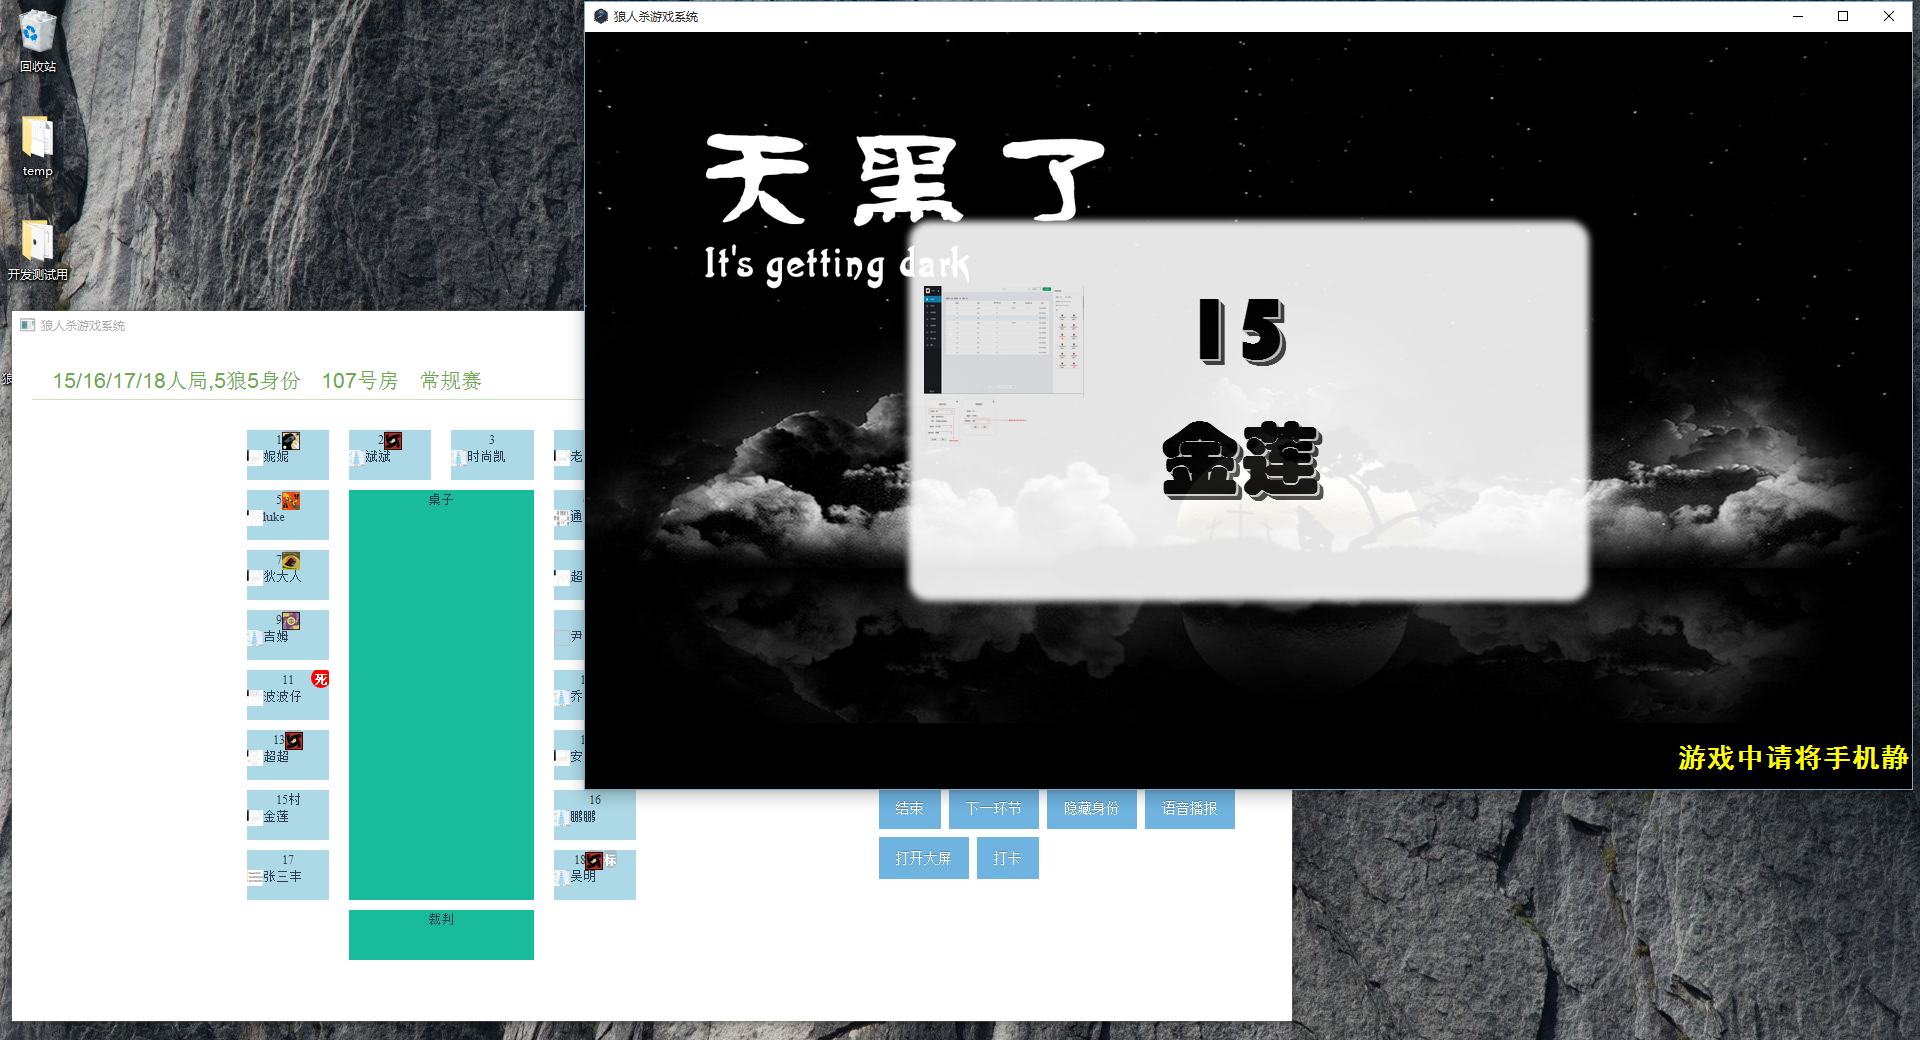 回收站
temp
开发测试用
狼人杀游戏系统
天黑了
It's getting dark
15
金莲
游戏中请将手机静
狼人杀游戏系统
15/16/17/18人局,5狼5身份 107号房 常规赛
1
妮妮
2
斌斌
3
时尚凯
老
5
luke
桌子
通
7
狄大人
超
9
吉姆
尹
11 死
波波仔
乔
13
超超
安
15村
金莲
16
鹏鹏
17
张三丰
18 标
吴明
裁判
结束 下一环节 隐藏身份 语音播报
打开大屏 打卡